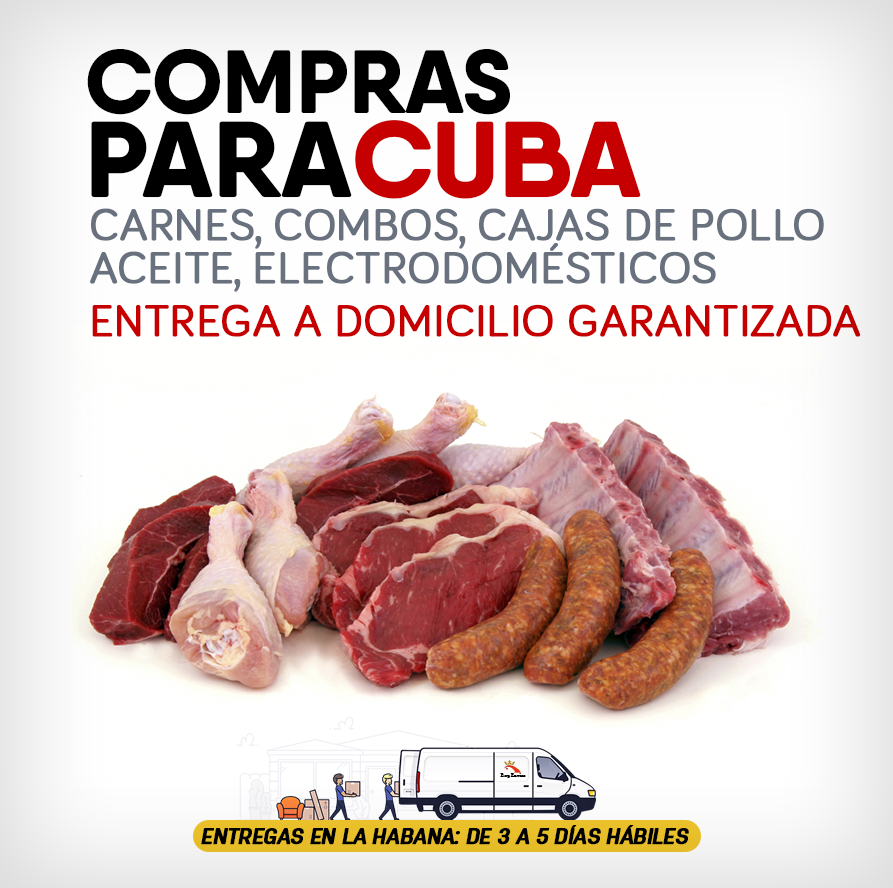 COMPRAS
PARACUBA
CARNES, COMBOS, CAJAS DE POLLO
ACEITE, ELECTRODOMÉSTICOS
ENTREGA A DOMICILIO GARANTIZADA
ENTREGAS EN LA HABANA: DE 3 A 5 DÍAS HÁBILES